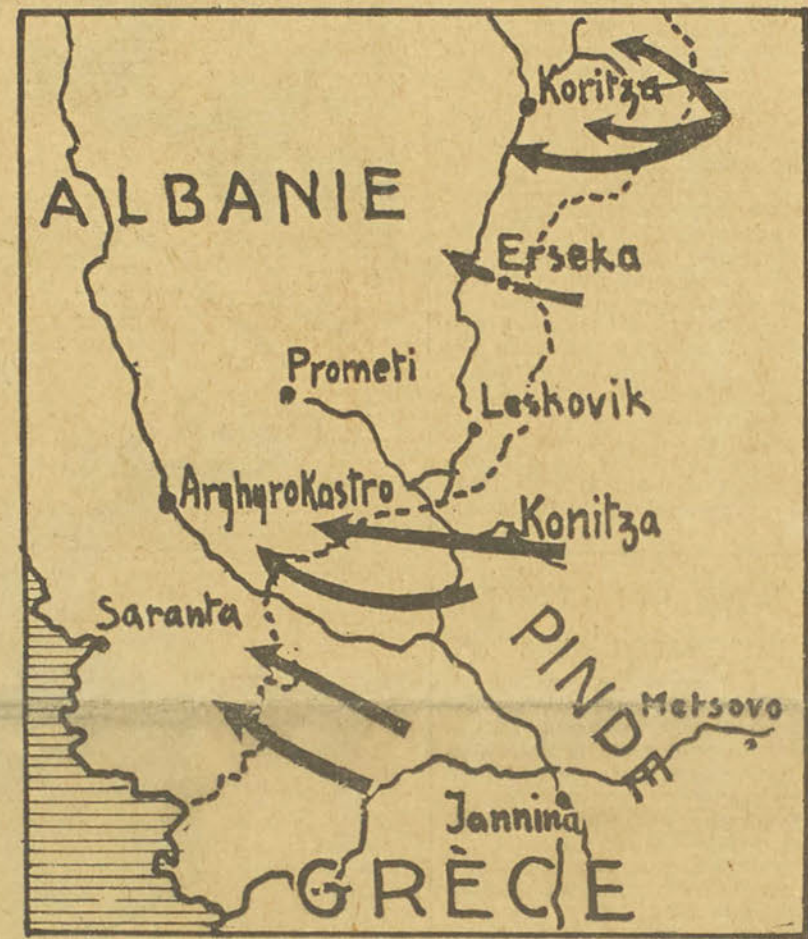 Koritza
ALBANIE
Erseka
Prometi
Leskovik
ArghyroKastro
Konitza
Saranta
PINDE
Metsovo
Jannina
GRÈCE